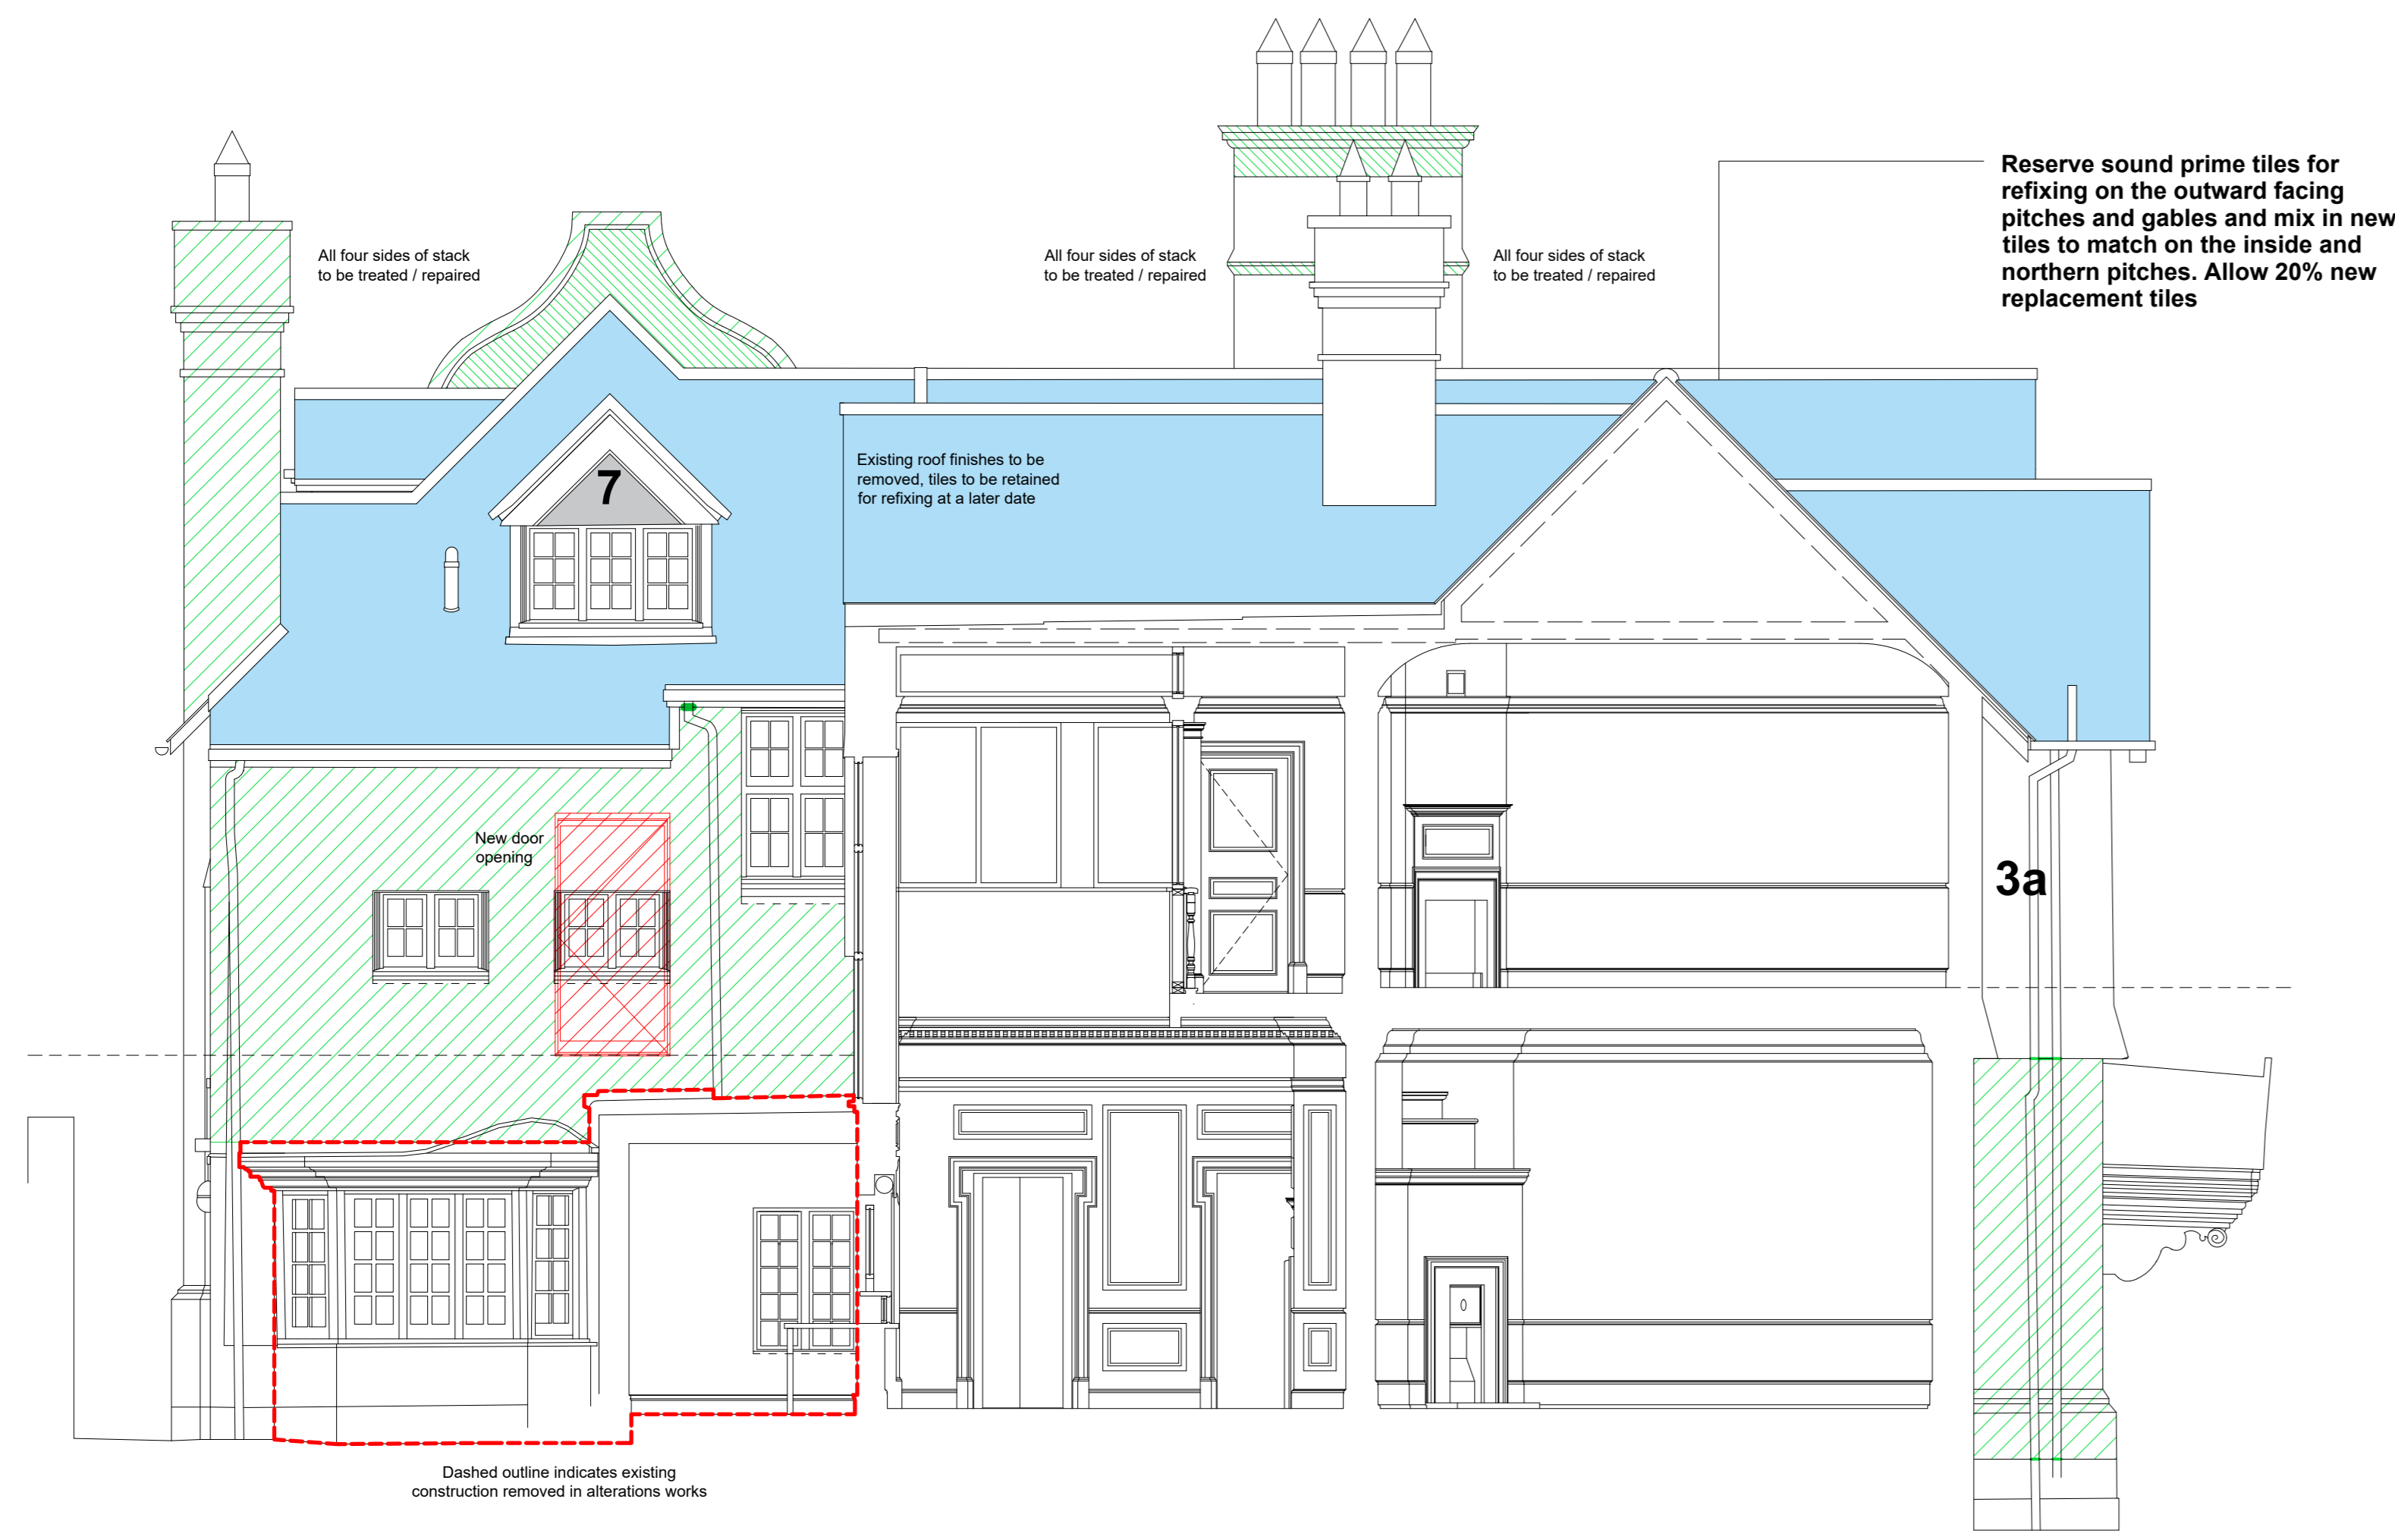 Reserve sound prime tiles for
refixing on the outward facing
pitches and gables and mix in new
tiles to match on the inside and
northern pitches. Allow 20% new
replacement tiles
All four sides of stack
to be treated / repaired
All four sides of stack
to be treated / repaired
All four sides of stack
to be treated / repaired
7
Existing roof finishes to be
removed, tiles to be retained
for refixing at a later date
New door
opening
3a
Dashed outline indicates existing
construction removed in alterations works